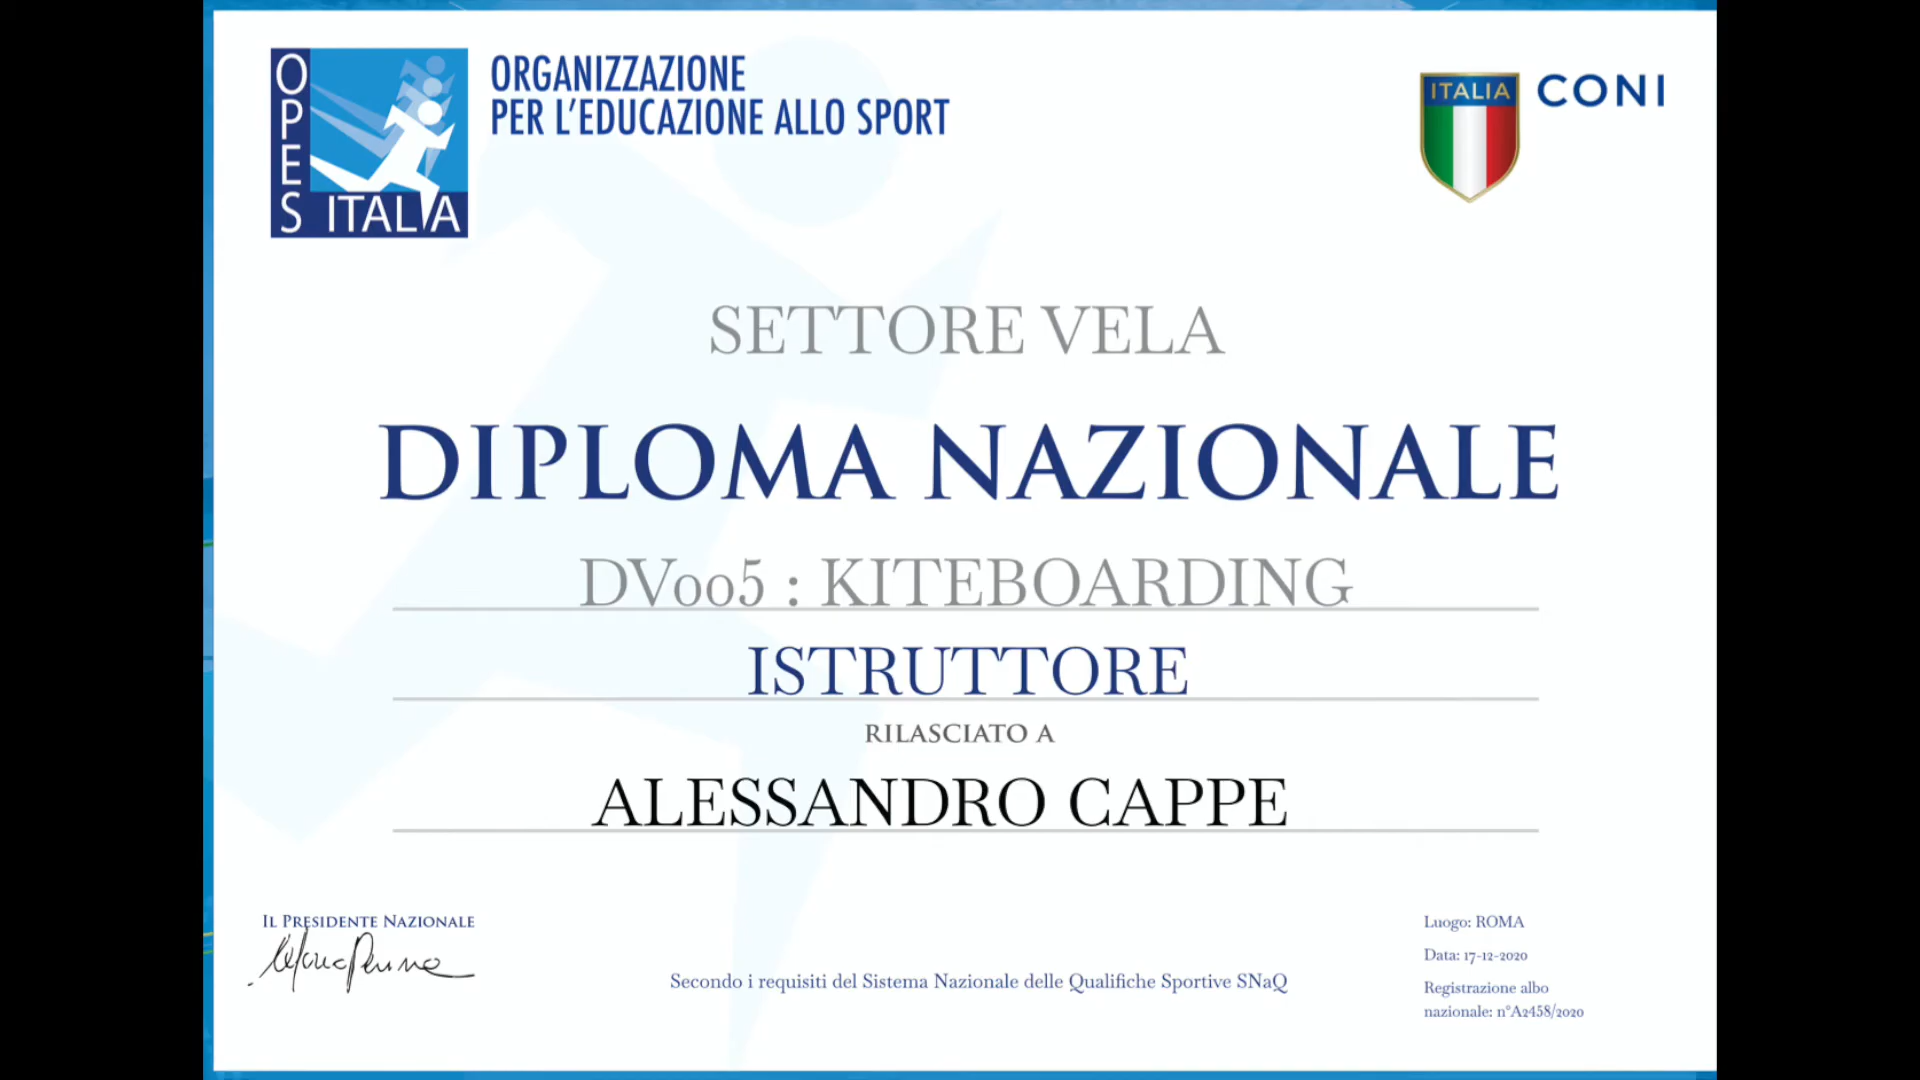 OPES ITALIA
ORGANIZZAZIONE
PER L'EDUCAZIONE ALLO SPORT
ITALIA
CONI
SETTORE VELA
DIPLOMA NAZIONALE
DV005 : KITEBOARDING
ISTRUTTORE
RILASCIATO A
ALESSANDRO CAPPE
IL PRESIDENTE NAZIONALE
Secondo i requisiti del Sistema Nazionale delle Qualifiche Sportive SNaQ
Luogo: ROMA
Data: 17-12-2020
Registrazione albo
nazionale: n°A2458/2020